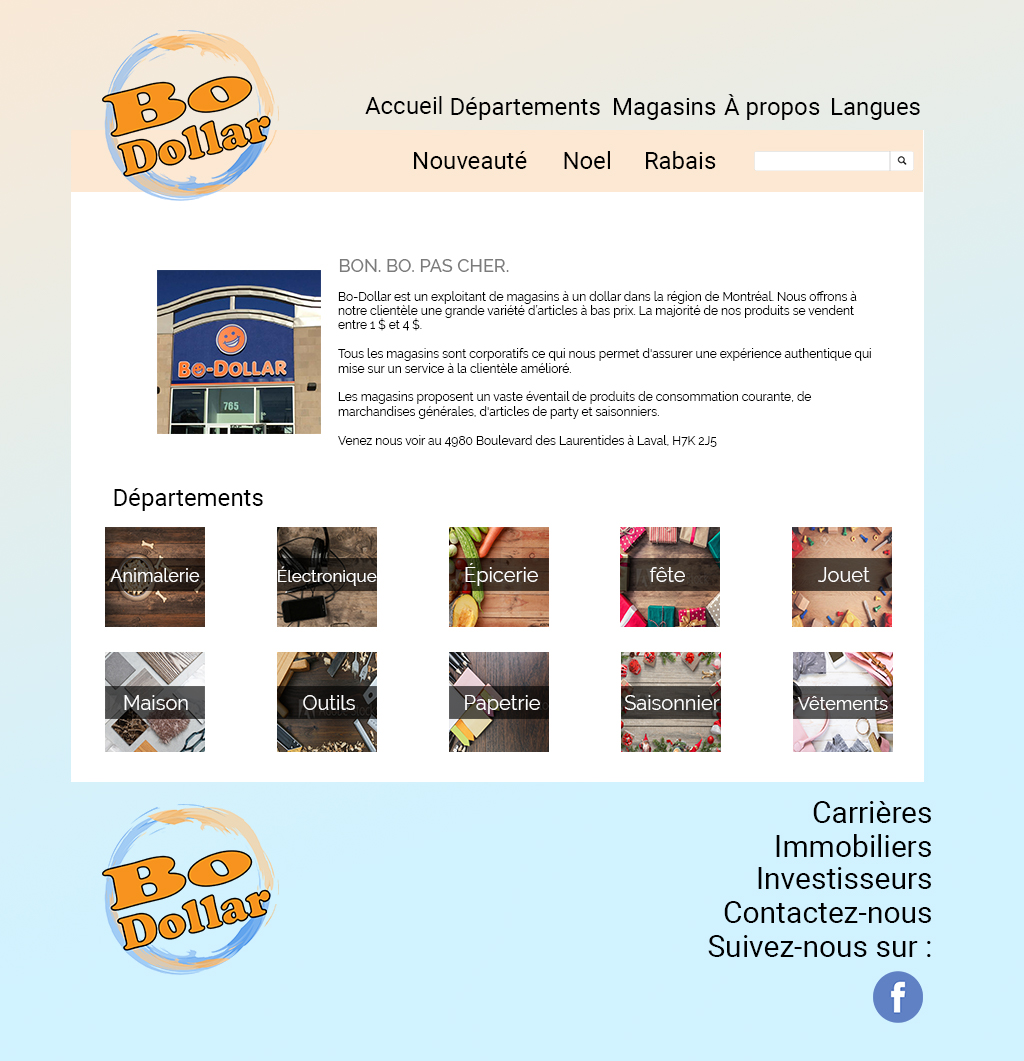 Bo
Dollar
Accueil Départements Magasins À propos Langues
Nouveauté Noel Rabais
BON. BO. PAS CHER.
Bo-Dollar est un exploitant de magasins à un dollar dans la région de Montréal. Nous offrons à
notre clientèle une grande variété d'articles à bas prix. La majorité de nos produits se vendent
entre 1 $ et 4 $.
Tous les magasins sont corporatifs ce qui nous permet d'assurer une expérience authentique qui
mise sur un service à la clientèle amélioré.
Les magasins proposent un vaste éventail de produits de consommation courante, de
marchandises générales, d'articles de party et saisonniers.
Venez nous voir au 4980 Boulevard des Laurentides à Laval, H7K 2J5
BO-DOLLAR
765
Départements
Animalerie Électronique Épicerie fête Jouet
Maison Outils Papetrie Saisonnier Vêtements
Bo
Dollar
Carrières
Immobiliers
Investisseurs
Contactez-nous
Suivez-nous sur :
f